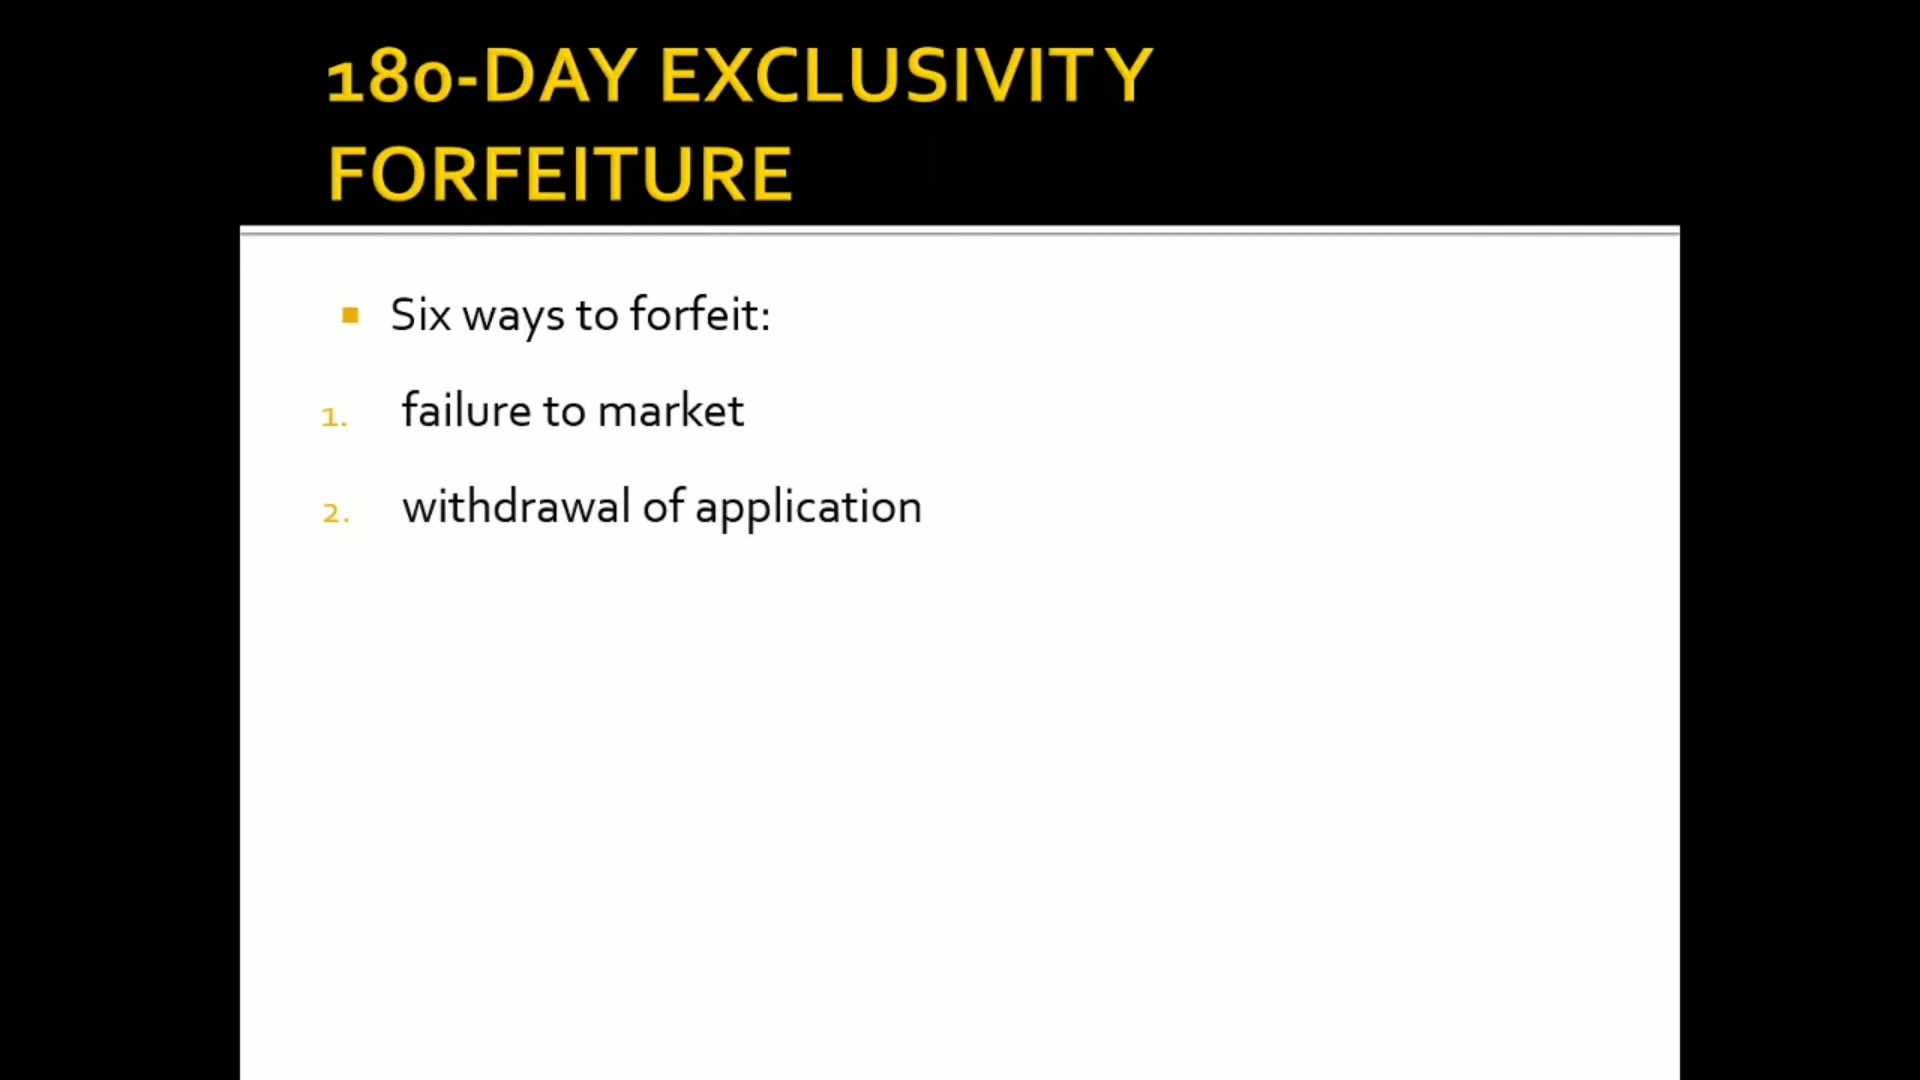 180-DAY EXCLUSIVITY
FORFEITURE
Six ways to forfeit:
1. failure to market
2. withdrawal of application